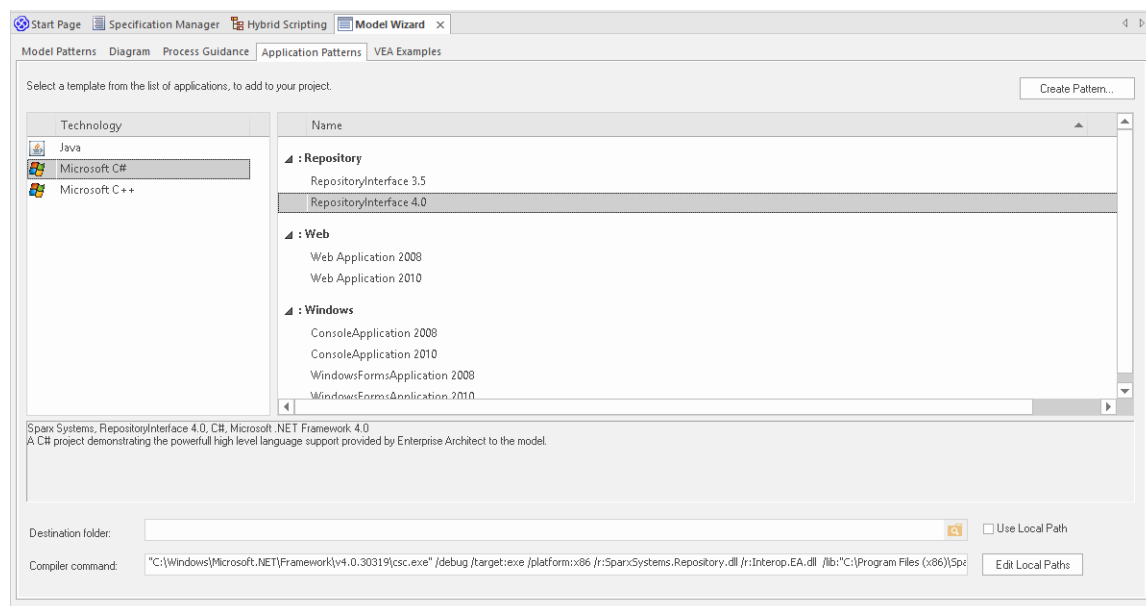 Start Page Specification Manager Hybrid Scripting Model Wizard
Model Patterns Diagram Process Guidance Application Patterns VEA Examples
Select a template from the list of applications, to add to your project.
Create Pattern...
Technology
Java
Microsoft C#
Microsoft C++
Name
: Repository
RepositoryInterface 3.5
RepositoryInterface 4.0
: Web
Web Application 2008
Web Application 2010
: Windows
ConsoleApplication 2008
ConsoleApplication 2010
WindowsFormsApplication 2008
WindowsFormsApplication 2010
Sparx Systems, RepositoryInterface 4.0, C#, Microsoft .NET Framework 4.0
A C# project demonstrating the powerfull high level language support provided by Enterprise Architect to the model.
Destination folder:
Use Local Path
Compiler command: "C:\Windows\Microsoft.NET\Framework\v4.0.30319\csc.exe" /debug /target:exe /platform:x86 /r:SparxSystems.Repository.dll /r:Interop.EA.dll /lib:"C:\Program Files (x86)\Spa
Edit Local Paths